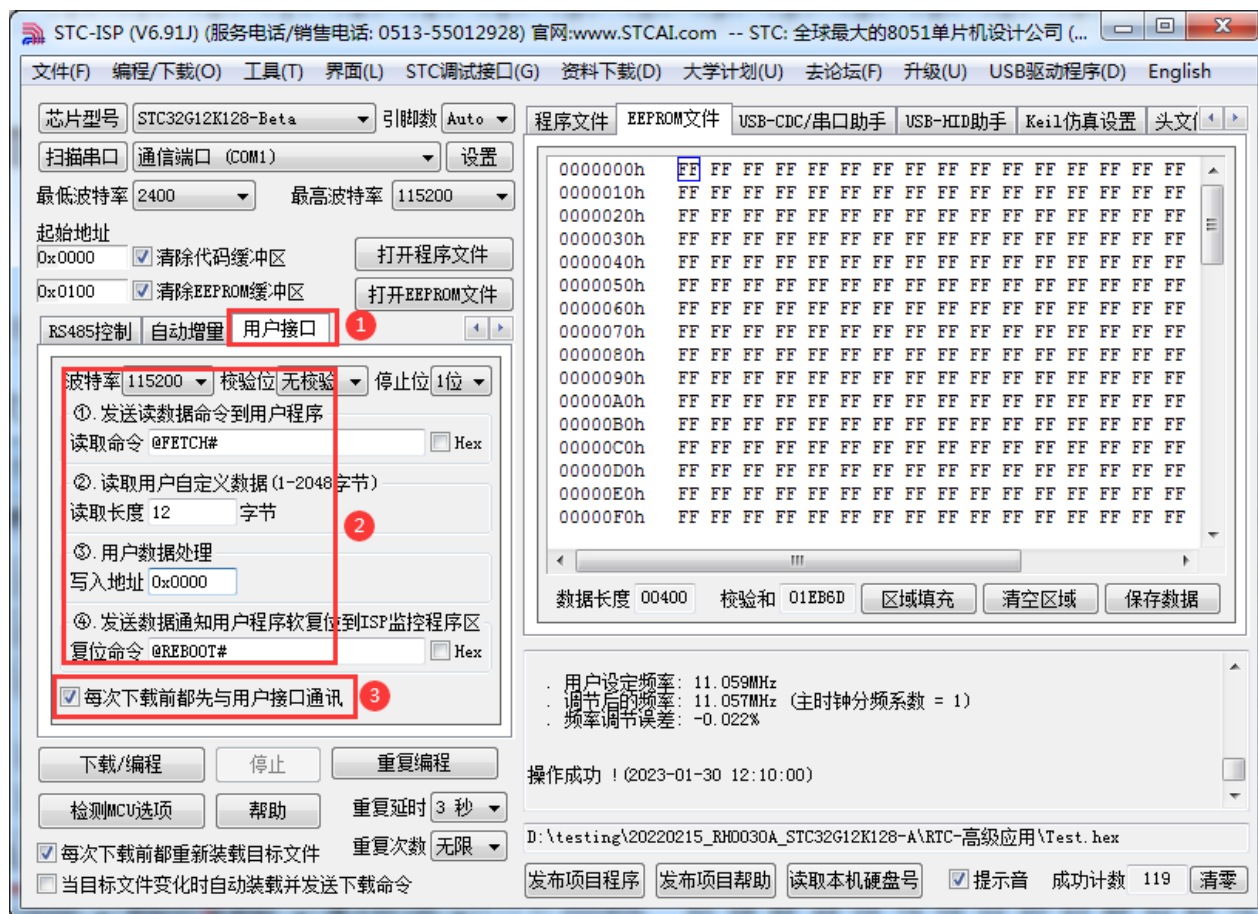 STC-ISP (V6.91J) (服务电话/销售电话: 0513-55012928) 官网:www.STCAI.com -- STC: 全球最大的8051单片机设计公司 (...
文件(F) 编程/下载(O) 工具(T) 界面(L) STC调试接口(G) 资料下载(D) 大学计划(U) 去论坛(F) 升级(U) USB驱动程序(D) English
芯片型号 STC32G12K128-Beta 引脚数 Auto
扫描串口 通信端口 (COM1) 设置
最低波特率 2400 最高波特率 115200
起始地址
0x0000 清除代码缓冲区 打开程序文件
0x0100 清除EEPROM缓冲区 打开EEPROM文件
RS485控制 自动增量 用户接口 1
波特率 115200 校验位 无校验 停止位 1位
①. 发送读数据命令到用户程序
读取命令 @FETCH# Hex
②. 读取用户自定义数据(1-2048字节)
读取长度 12 字节
2
③. 用户数据处理
写入地址 0x0000
④. 发送数据通知用户程序软复位到ISP监控程序区
复位命令 @REBOOT# Hex
每次下载前都先与用户接口通讯 3
下载/编程 停止 重复编程
检测MCU选项 帮助 重复延时 3 秒
每次下载前都重新装载目标文件 重复次数 无限
当目标文件变化时自动装载并发送下载命令
程序文件 EEPROM文件 USB-CDC/串口助手 USB-HID助手 Keil仿真设置 头文件
0000000h FF FF FF FF FF FF FF FF FF FF FF FF FF FF FF FF
0000010h FF FF FF FF FF FF FF FF FF FF FF FF FF FF FF FF
0000020h FF FF FF FF FF FF FF FF FF FF FF FF FF FF FF FF
0000030h FF FF FF FF FF FF FF FF FF FF FF FF FF FF FF FF
0000040h FF FF FF FF FF FF FF FF FF FF FF FF FF FF FF FF
0000050h FF FF FF FF FF FF FF FF FF FF FF FF FF FF FF FF
0000060h FF FF FF FF FF FF FF FF FF FF FF FF FF FF FF FF
0000070h FF FF FF FF FF FF FF FF FF FF FF FF FF FF FF FF
0000080h FF FF FF FF FF FF FF FF FF FF FF FF FF FF FF FF
0000090h FF FF FF FF FF FF FF FF FF FF FF FF FF FF FF FF
00000A0h FF FF FF FF FF FF FF FF FF FF FF FF FF FF FF FF
00000B0h FF FF FF FF FF FF FF FF FF FF FF FF FF FF FF FF
00000C0h FF FF FF FF FF FF FF FF FF FF FF FF FF FF FF FF
00000D0h FF FF FF FF FF FF FF FF FF FF FF FF FF FF FF FF
00000E0h FF FF FF FF FF FF FF FF FF FF FF FF FF FF FF FF
00000F0h FF FF FF FF FF FF FF FF FF FF FF FF FF FF FF FF
数据长度 00400 校验和 01EB6D 区域填充 清空区域 保存数据
. 用户设定频率: 11.059MHz
. 调节后的频率: 11.057MHz (主时钟分频系数 = 1)
. 频率调节误差: -0.022%
操作成功 !(2023-01-30 12:10:00)
D:\testing\20220215_RH0030A_STC32G12K128-A\RTC-高级应用\Test.hex
发布项目程序 发布项目帮助 读取本机硬盘号 提示音 成功计数 119 清零